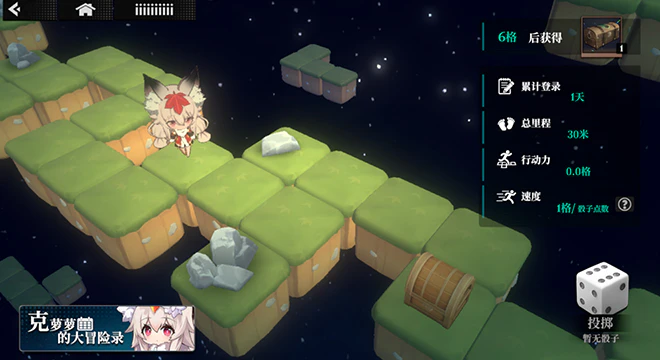 6格 后获得
1
累计登录
1天
总里程
30米
行动力
0.0格
速度
1格/骰子点数
?
投掷
暂无骰子
克萝萝
的大冒险录